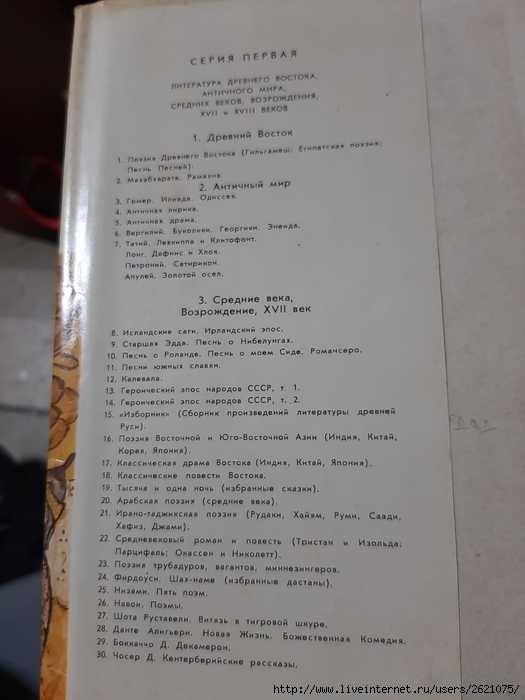 СЕРИЯ ПЕРВАЯ
ЛИТЕРАТУРА ДРЕВНЕГО ВОСТОКА,
АНТИЧНОГО МИРА,
СРЕДНИХ ВЕКОВ, ВОЗРОЖДЕНИЯ,
XVII и XVIII ВЕКОВ
1. Древний Восток
1. Поэзия Древнего Востока (Гильгамеш; Египетская поэзия;
Песнь Песней).
2. Махабхарата, Рамаяна.
2. Античный мир
3. Гомер. Илиада. Одиссея.
4. Античная лирика.
5. Античная драма.
6. Вергилий. Буколики. Георгики. Энеида.
7. Татий. Левкиппа и Клитофонт.
Лонг. Дафнис и Хлоя.
Петроний. Сатирикон.
Апулей. Золотой осел.
3. Средние века,
Возрождение, XVII век
8. Исландские саги. Ирландский эпос.
9. Старшая Эдда. Песнь о Нибелунгах.
10. Песнь о Роланде. Песнь о моем Сиде. Романсеро.
11. Песни южных славян.
12. Калевала.
13. Героический эпос народов СССР, т. 1.
14. Героический эпос народов СССР, т. 2.
15. «Изборник» (Сборник произведений литературы древней
Руси).
16. Поэзия Восточной и Юго-Восточной Азии (Индия, Китай,
Корея, Япония).
17. Классическая драма Востока (Индия, Китай, Япония).
18. Классические повести Востока.
19. Тысяча и одна ночь (избранные сказки).
20. Арабская поэзия (средние века).
21. Ирано-таджикская поэзия (Рудаки, Хайям, Руми, Саади,
Хафиз, Джами).
22. Средневековый роман и повесть (Тристан и Изольда;
Парцифаль; Окассен и Николетт).
23. Поэзия трубадуров, вагантов, миннезингеров.
24. Фирдоуси. Шах-наме (избранные дастаны).
25. Низами. Пять поэм.
26. Навои. Поэмы.
27. Шота Руставели. Витязь в тигровой шкуре.
28. Данте Алигьери. Новая Жизнь. Божественная Комедия.
29. Боккаччо Д. Декамерон.
30. Чосер Д. Кентерберийские рассказы.
http://www.liveinternet.ru/users/2621075/